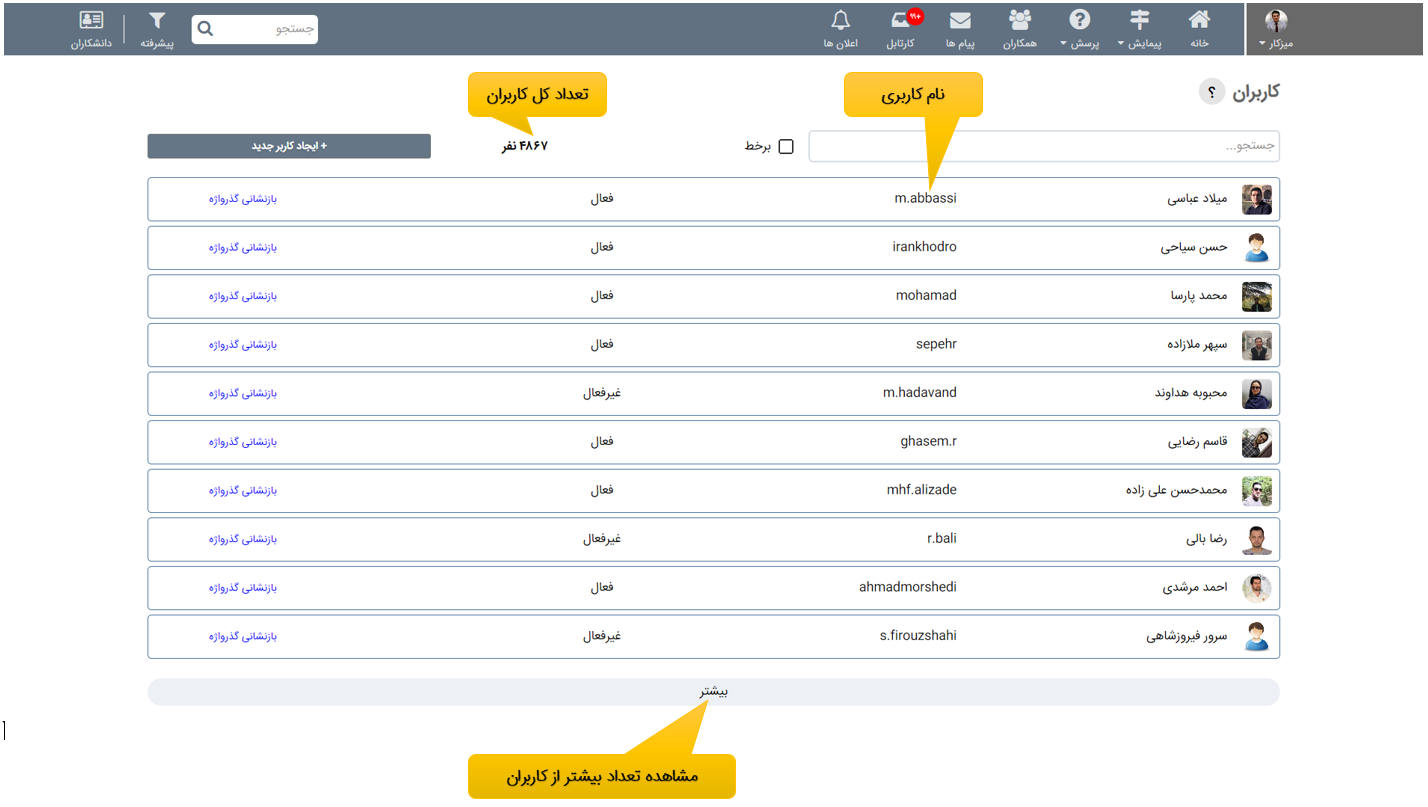 میزکار
خانه
پیمایش
پرسش
همکاران
پیام ها
۹۹+
کارتابل
اعلان ها
جستجو
پیشرفته
دانشکاران
کاربران ؟
نام کاربری
تعداد کل کاربران
جستجو...
برخط
۴۸۶۷ نفر
+ ایجاد کاربر جدید
میلاد عباسی m.abbassi فعال بازنشانی گذرواژه
حسن سیاحی irankhodro فعال بازنشانی گذرواژه
محمد پارسا mohamad فعال بازنشانی گذرواژه
سپهر ملازاده sepehr فعال بازنشانی گذرواژه
محبوبه هداوند m.hadavand غیرفعال بازنشانی گذرواژه
قاسم رضایی ghasem.r فعال بازنشانی گذرواژه
محمدحسن علی زاده mhf.alizade فعال بازنشانی گذرواژه
رضا بالی r.bali غیرفعال بازنشانی گذرواژه
احمد مرشدی ahmadmorshedi فعال بازنشانی گذرواژه
سرور فیروزشاهی s.firouzshahi غیرفعال بازنشانی گذرواژه
بیشتر
مشاهده تعداد بیشتر از کاربران